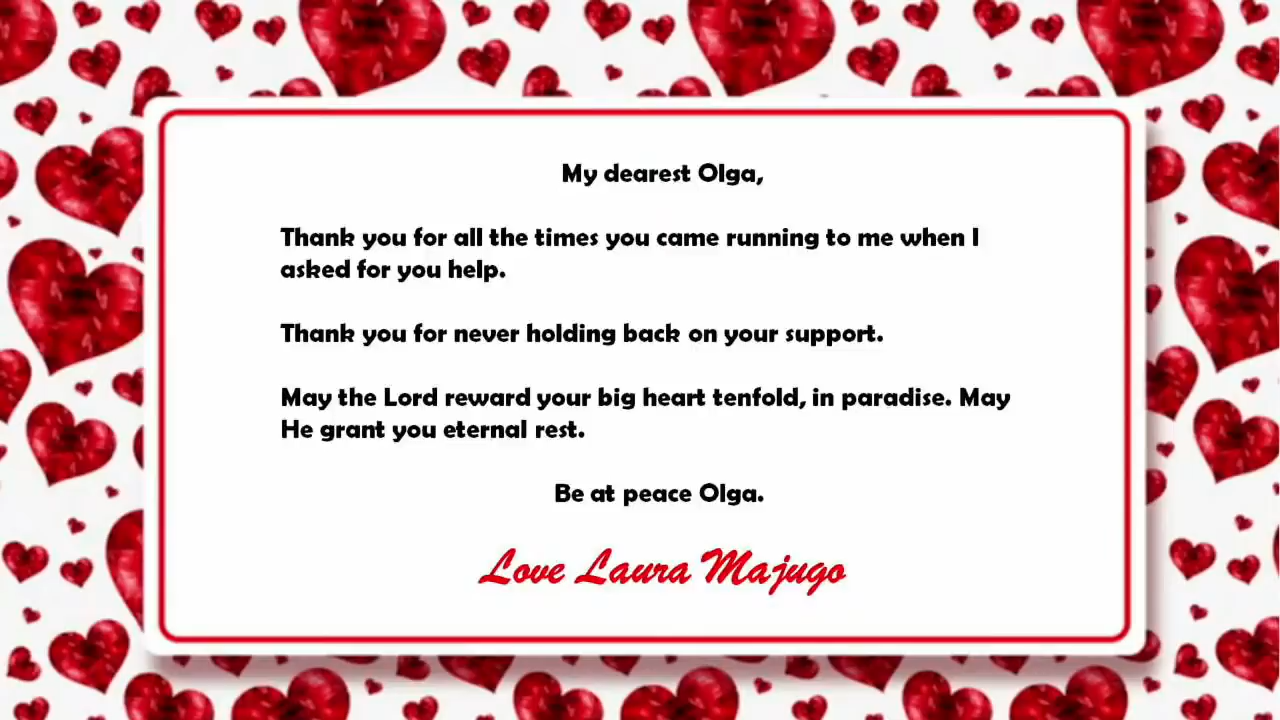 My dearest Olga,
Thank you for all the times you came running to me when I
asked for you help.
Thank you for never holding back on your support.
May the Lord reward your big heart tenfold, in paradise. May
He grant you eternal rest.
Be at peace Olga.
Love Laura Majugo